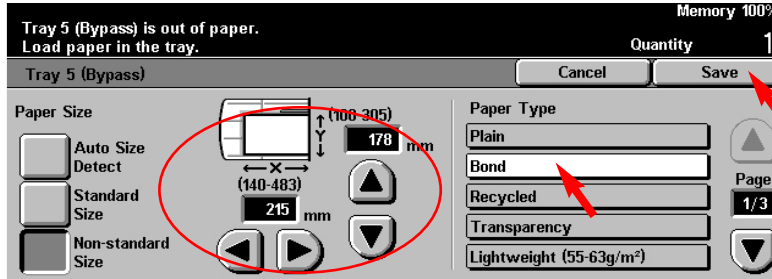 Memory 100%
Tray 5 (Bypass) is out of paper.
Load paper in the tray.
Quantity 1
Tray 5 (Bypass)
Cancel
Save
Paper Size
Auto Size
Detect
Standard
Size
Non-standard
Size
(100-305)
Y
178 mm
X
(140-483)
215 mm
Paper Type
Plain
Bond
Recycled
Transparency
Lightweight (55-63g/m²)
Page
1/3